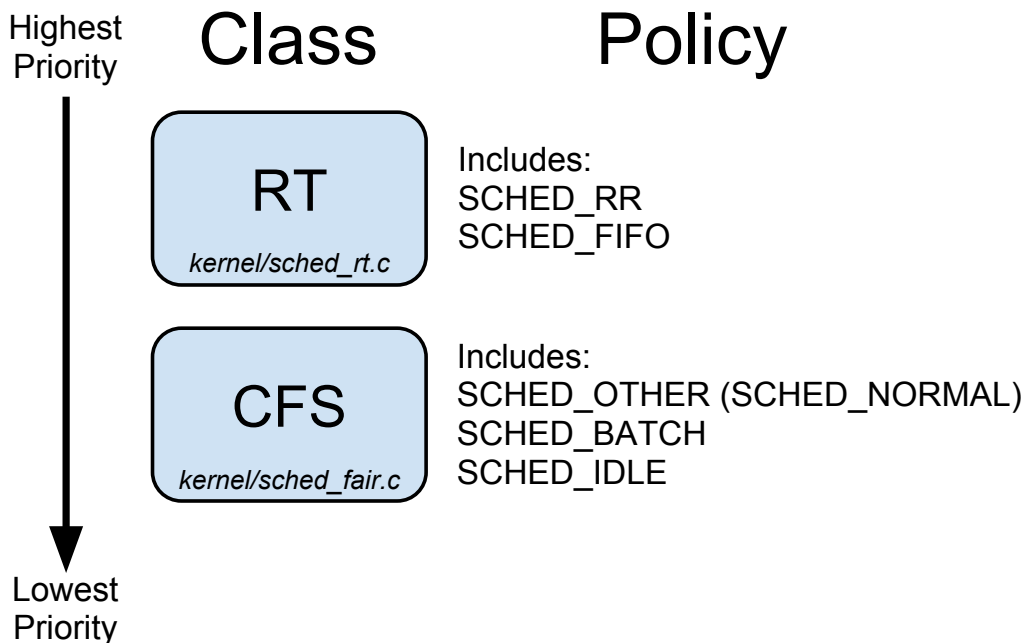 Highest
Priority
Class
Policy
RT
kernel/sched_rt.c
Includes:
SCHED_RR
SCHED_FIFO
CFS
kernel/sched_fair.c
Includes:
SCHED_OTHER (SCHED_NORMAL)
SCHED_BATCH
SCHED_IDLE
Lowest
Priority